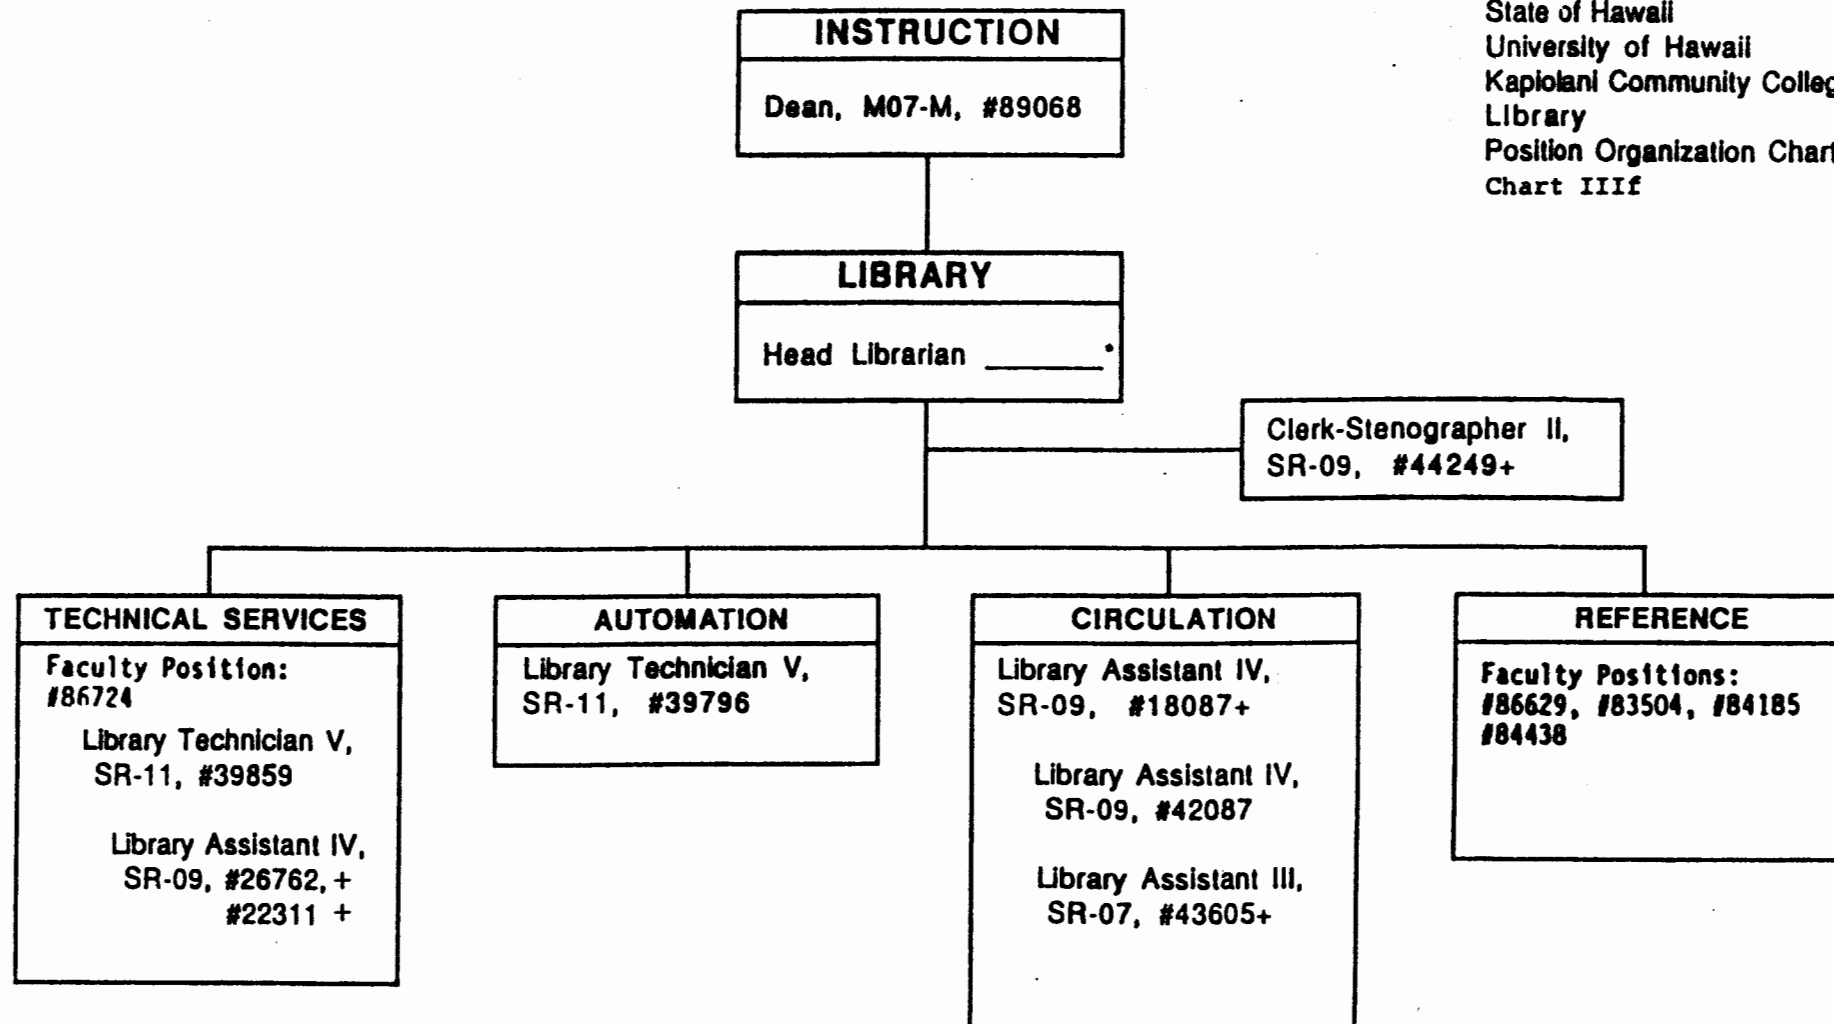 State of Hawaii
University of Hawaii
Kapiolani Community Colleg
Library
Position Organization Chart
Chart IIIf
INSTRUCTION
Dean, M07-M, #89068
LIBRARY
Head Librarian ________*
Clerk-Stenographer II,
SR-09, #44249+
TECHNICAL SERVICES
Faculty Position:
#86724
Library Technician V,
SR-11, #39859
Library Assistant IV,
SR-09, #26762, +
#22311 +
AUTOMATION
Library Technician V,
SR-11, #39796
CIRCULATION
Library Assistant IV,
SR-09, #18087+
Library Assistant IV,
SR-09, #42087
Library Assistant III,
SR-07, #43605+
REFERENCE
Faculty Positions:
#86629, #83504, #84185
#84438